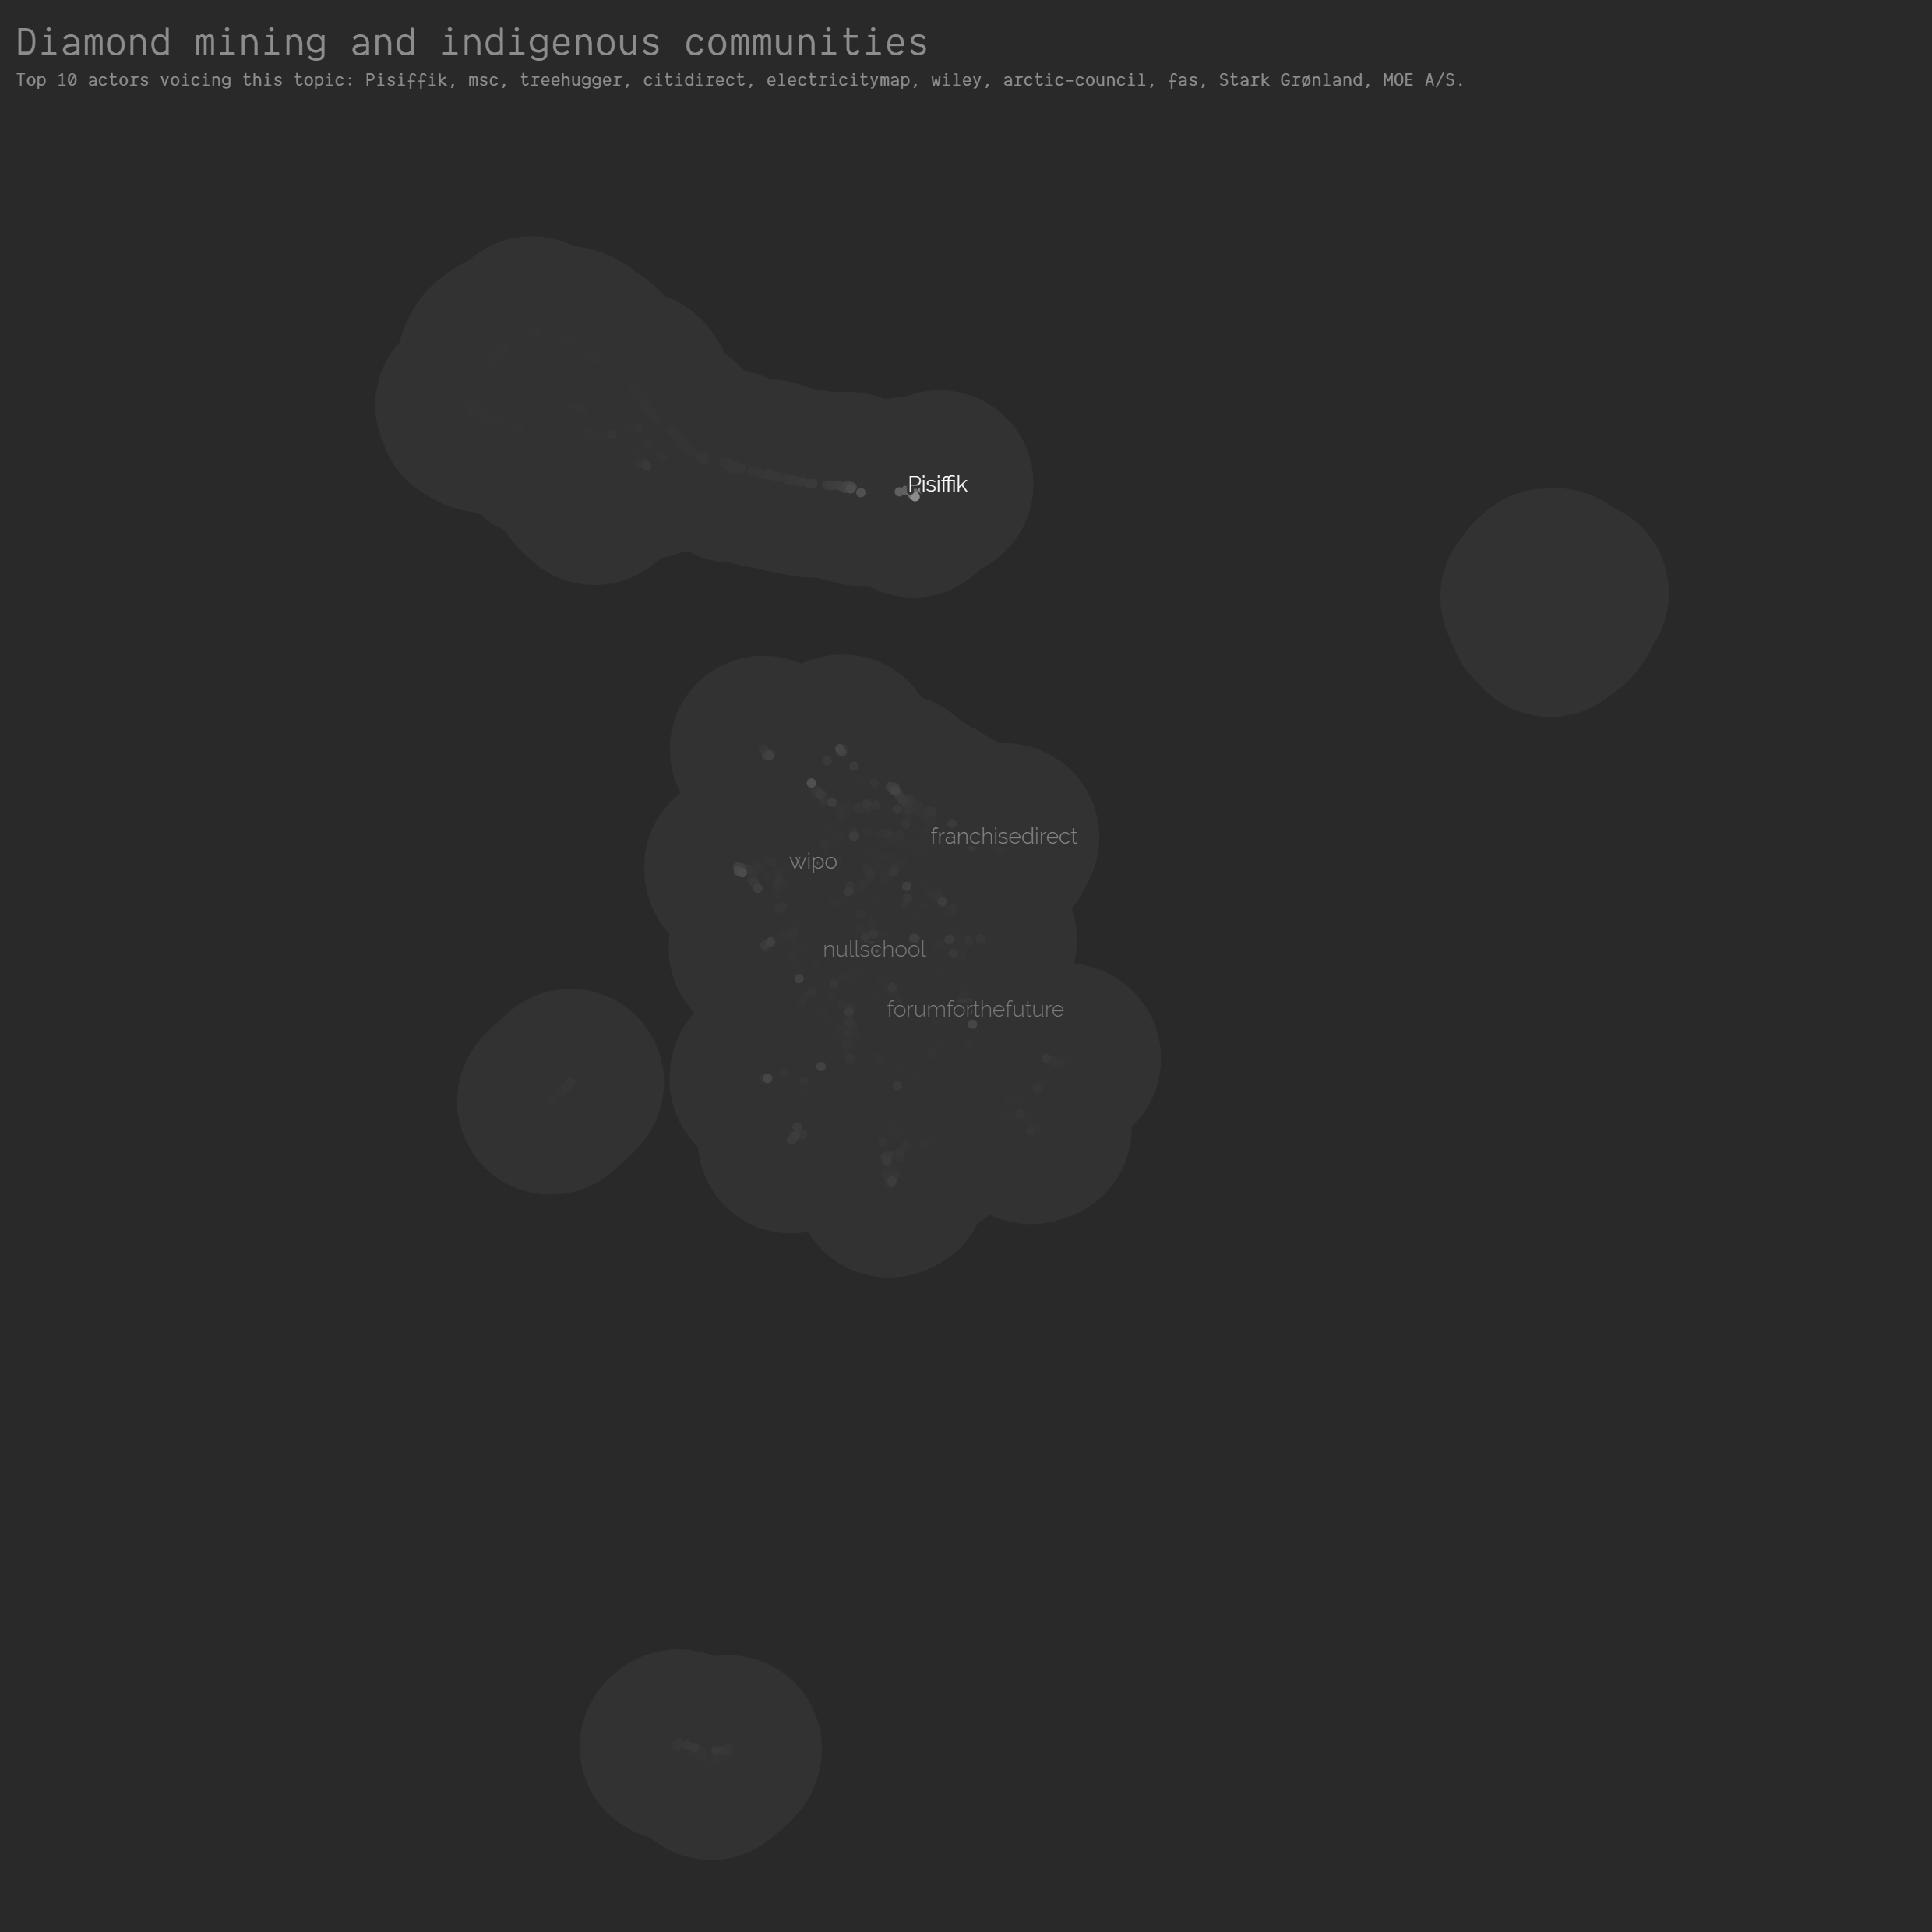 Diamond mining and indigenous communities
Top 10 actors voicing this topic: Pisiffik, msc, treehugger, citidirect, electricitymap, wiley, arctic-council, fas, Stark Grønland, MOE A/S.
Pisiffik
franchisedirect
wipo
nullschool
forumforthefuture